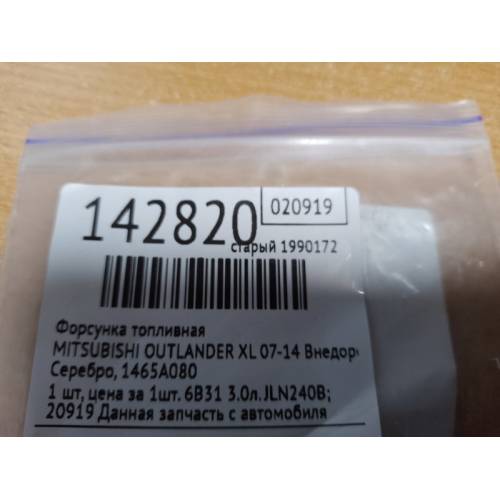 142820 020919
старый 1990172
Форсунка топливная
MITSUBISHI OUTLANDER XL 07-14 Внедор
Серебро, 1465A080
1 шт, цена за 1шт. 6B31 3.0л. JLN240B;
20919 Данная запчасть с автомобиля